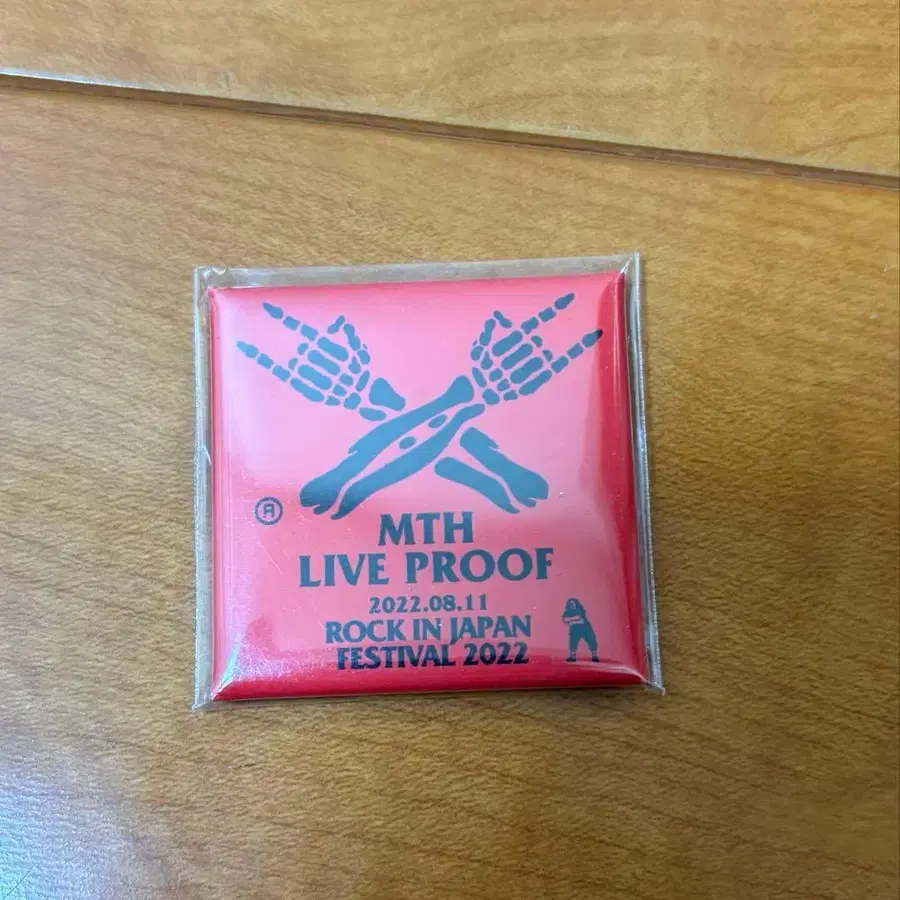 MTH
LIVE PROOF
2022.08.11
ROCK IN JAPAN
FESTIVAL 2022